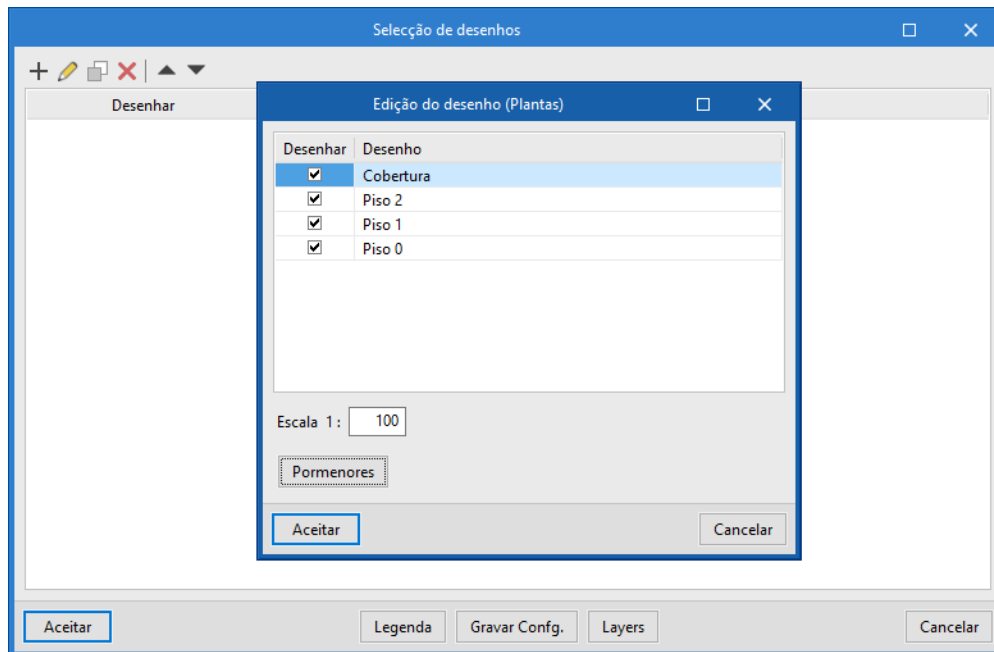 Selecção de desenhos
Desenhar
Edição do desenho (Plantas)
Desenhar Desenho
Cobertura
Piso 2
Piso 1
Piso 0
Escala 1: 100
Pormenores
Aceitar Cancelar
Aceitar Legenda Gravar Confg. Layers Cancelar